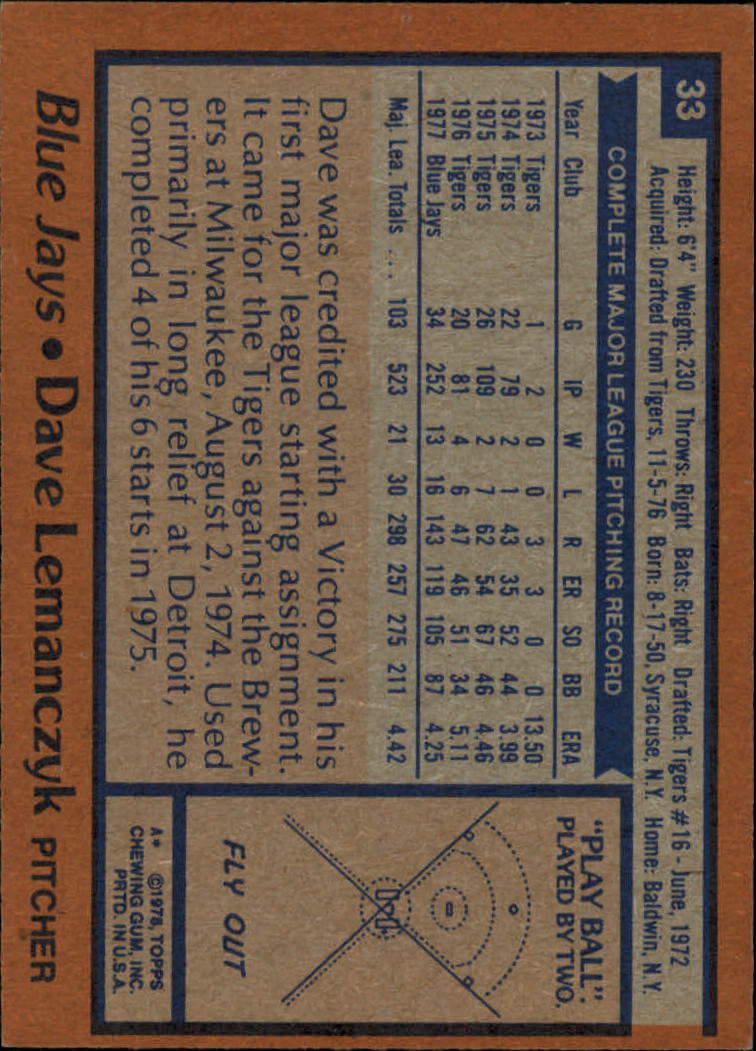 33
Height: 6'4" Weight: 230 Throws: Right Bats: Right Drafted: Tigers #16 - June, 1972
Acquired: Drafted from Tigers, 11-5-76 Born: 8-17-50, Syracuse, N.Y. Home: Baldwin, N.Y.
COMPLETE MAJOR LEAGUE PITCHING RECORD
Year Club G IP W L R ER SO BB ERA
1973 Tigers 1 2 0 0 3 3 0 0 13.50
1974 Tigers 22 79 2 1 43 35 52 44 3.99
1975 Tigers 26 109 2 7 62 54 67 46 4.46
1976 Tigers 20 81 4 6 47 46 51 34 5.11
1977 Blue Jays 34 252 13 16 143 119 105 87 4.25
Maj. Lea. Totals ... 103 523 21 30 298 257 275 211 4.42
Dave was credited with a Victory in his
first major league starting assignment.
It came for the Tigers against the Brew-
ers at Milwaukee, August 2, 1974. Used
primarily in long relief at Detroit, he
completed 4 of his 6 starts in 1975.
"PLAY BALL":
PLAYED BY TWO.
FLY OUT
A* ©1978, TOPPS
CHEWING GUM, INC.
PRTD. IN U.S.A.
Blue Jays • Dave Lemanczyk PITCHER